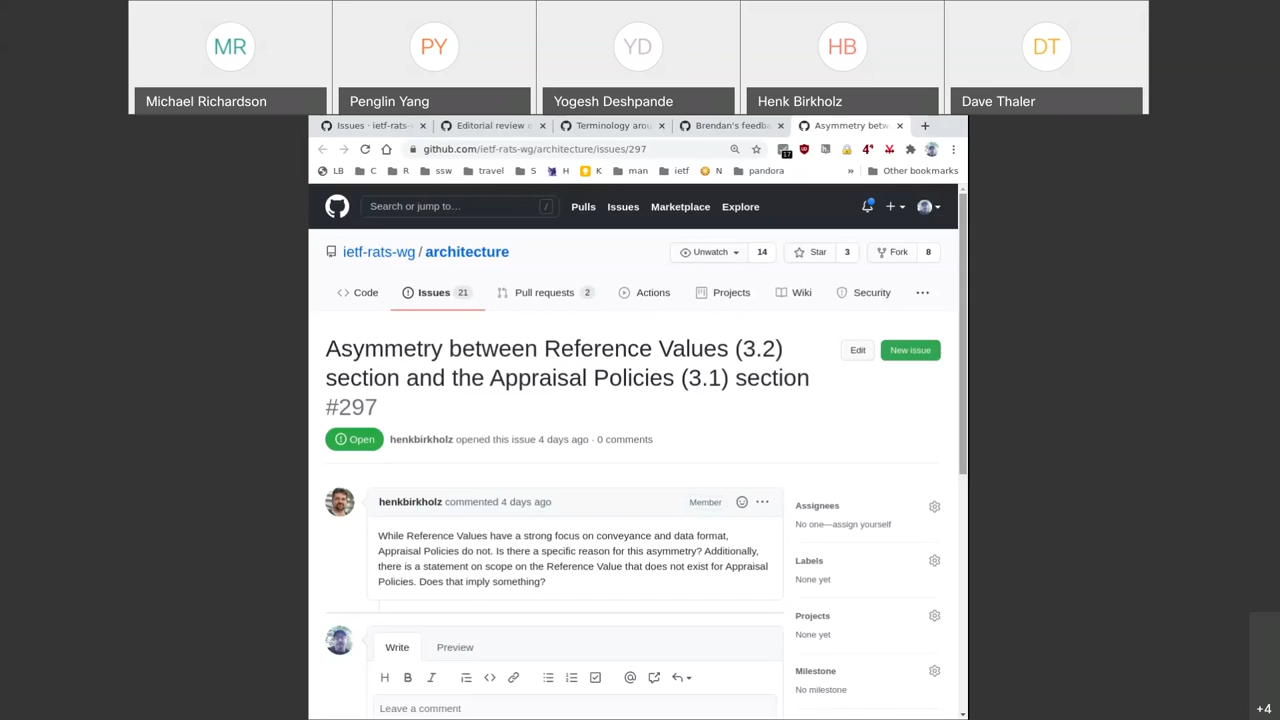 MR PY YD HB DT
Michael Richardson Penglin Yang Yogesh Deshpande Henk Birkholz Dave Thaler
Issues · ietf-rats- Editorial review o Terminology arou Brendan's feedba Asymmetry betw
github.com/ietf-rats-wg/architecture/issues/297 17
LB C R ssw travel S H K man ietf N pandora » Other bookmarks
Search or jump to… / Pulls Issues Marketplace Explore
ietf-rats-wg / architecture Unwatch 14 Star 3 Fork 8
Code Issues 21 Pull requests 2 Actions Projects Wiki Security
Asymmetry between Reference Values (3.2)
section and the Appraisal Policies (3.1) section
#297
Edit New issue
Open henkbirkholz opened this issue 4 days ago · 0 comments
henkbirkholz commented 4 days ago Member
While Reference Values have a strong focus on conveyance and data format,
Appraisal Policies do not. Is there a specific reason for this asymmetry? Additionally,
there is a statement on scope on the Reference Value that does not exist for Appraisal
Policies. Does that imply something?
Assignees
No one—assign yourself
Labels
None yet
Projects
None yet
Milestone
No milestone
Write Preview
H B I @
Leave a comment
+4